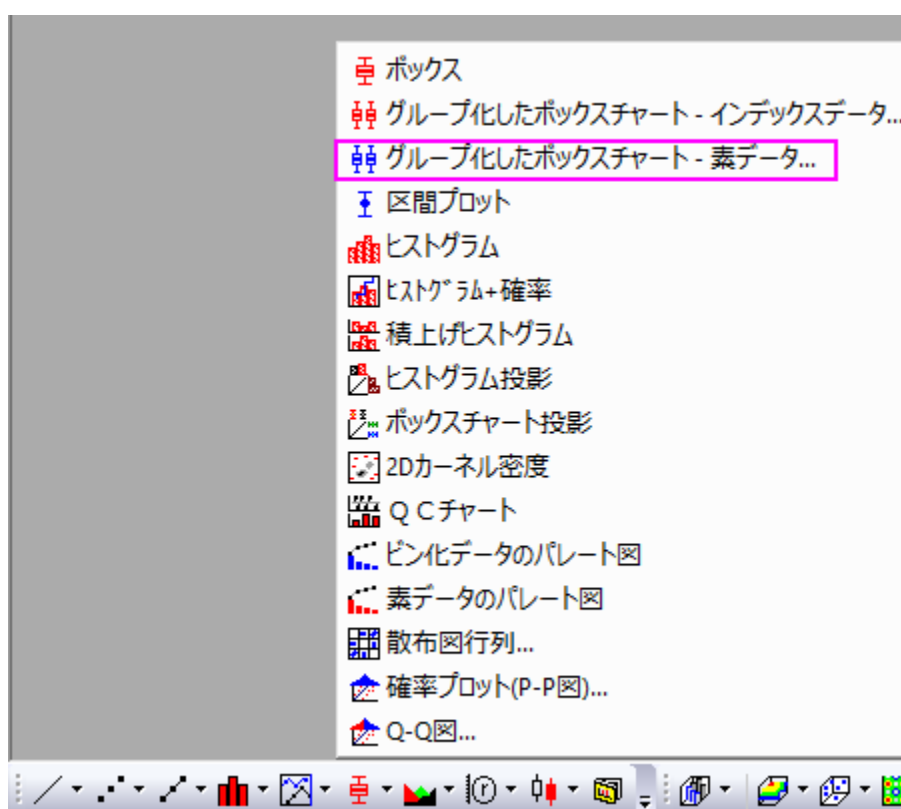 ボックス
グループ化したボックスチャート - インデックスデータ...
グループ化したボックスチャート - 素データ...
区間プロット
ヒストグラム
ﾋｽﾄｸﾞﾗﾑ+確率
積上げヒストグラム
ヒストグラム投影
ボックスチャート投影
2Dカーネル密度
ＱＣチャート
ビン化データのパレート図
素データのパレート図
散布図行列...
確率プロット(P-P図)...
Q-Q図...